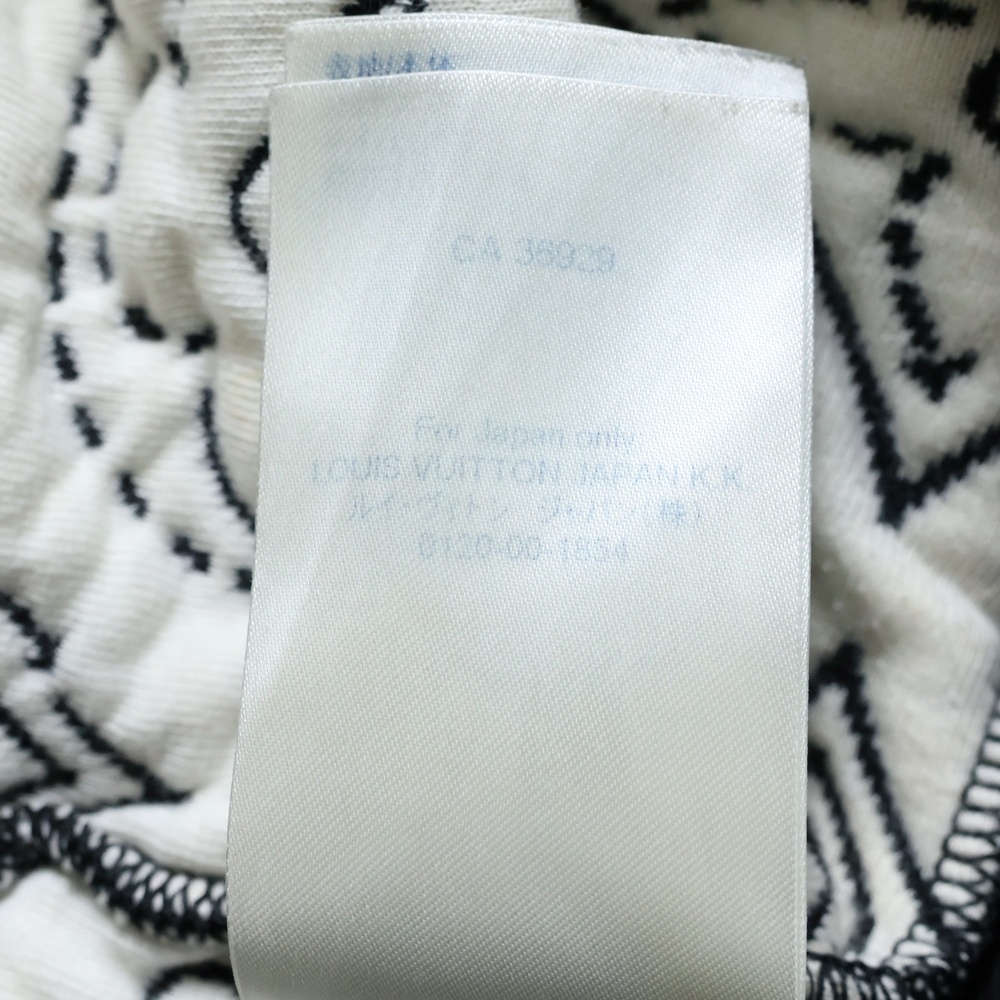 CA 36929
For Japan only
LOUIS VUITTON JAPAN K.K
ルイ・ヴィトン ジャパン(株)
0120-00-1854